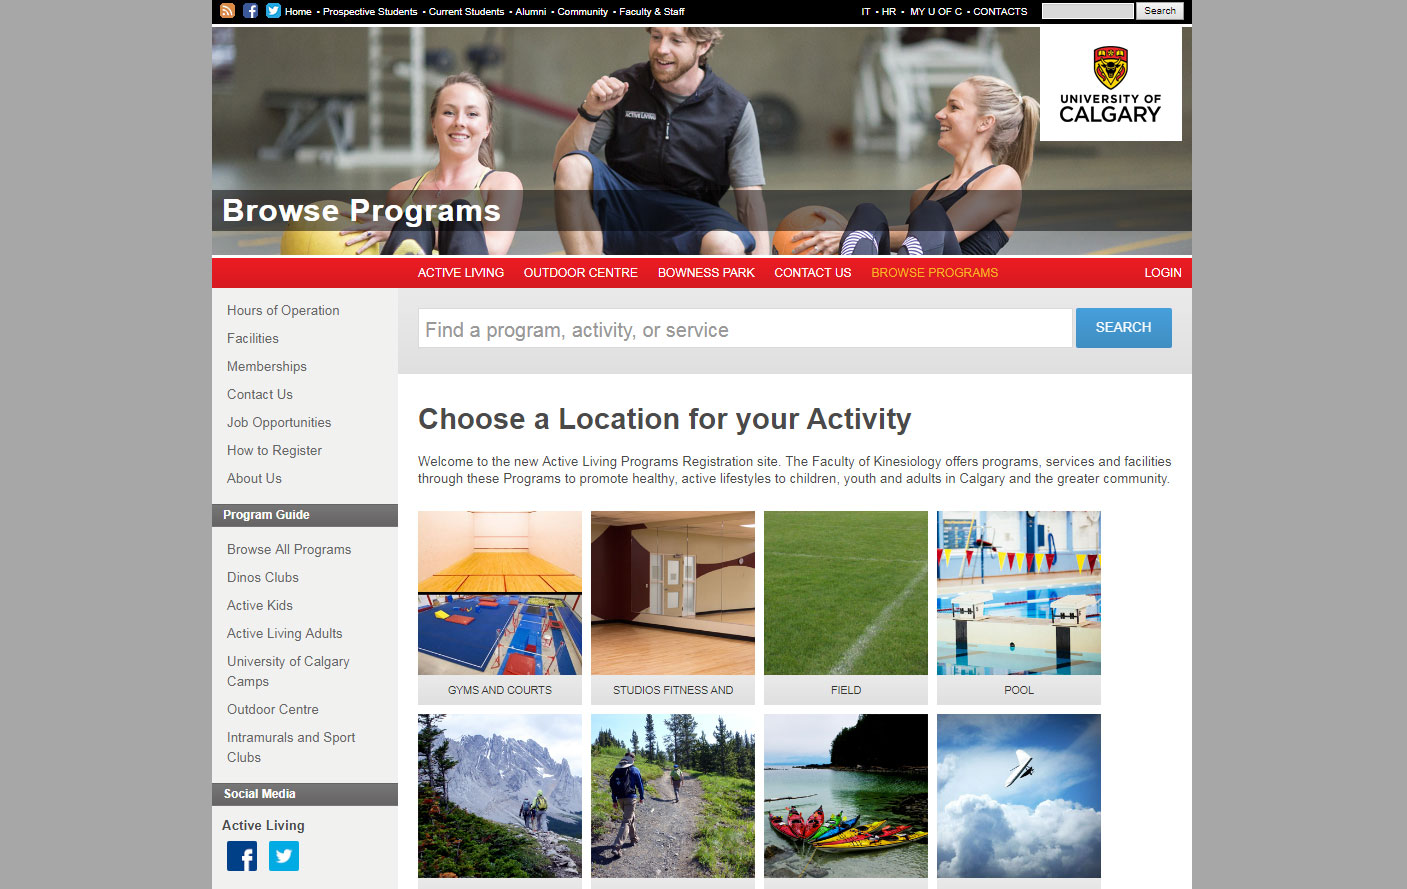 Home • Prospective Students • Current Students • Alumni • Community • Faculty & Staff
IT • HR • MY U OF C • CONTACTS
Search
ACTIVE LIVING
UNIVERSITY OF
CALGARY
Browse Programs
ACTIVE LIVING OUTDOOR CENTRE BOWNESS PARK CONTACT US BROWSE PROGRAMS LOGIN
Hours of Operation
Facilities
Memberships
Contact Us
Job Opportunities
How to Register
About Us
Program Guide
Browse All Programs
Dinos Clubs
Active Kids
Active Living Adults
University of Calgary
Camps
Outdoor Centre
Intramurals and Sport
Clubs
Social Media
Active Living
Find a program, activity, or service
SEARCH
Choose a Location for your Activity
Welcome to the new Active Living Programs Registration site. The Faculty of Kinesiology offers programs, services and facilities
through these Programs to promote healthy, active lifestyles to children, youth and adults in Calgary and the greater community.
GYMS AND COURTS
STUDIOS FITNESS AND
FIELD
POOL